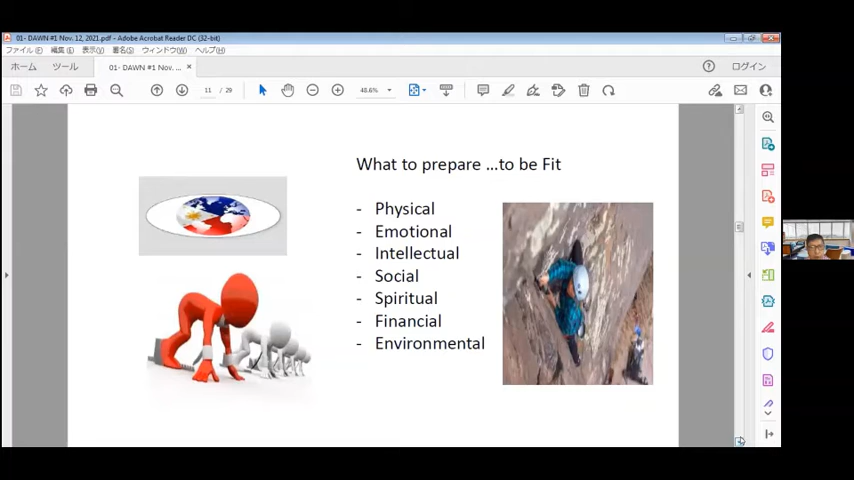 01- DAWN #1 Nov. 12, 2021.pdf - Adobe Acrobat Reader DC (32-bit)
ファイル(F) 編集(E) 表示(V) 署名(S) ウィンドウ(W) ヘルプ(H)
ホーム ツール 01- DAWN #1 Nov. ... × ログイン
11 / 29 48.6%
What to prepare ...to be Fit
- Physical
- Emotional
- Intellectual
- Social
- Spiritual
- Financial
- Environmental